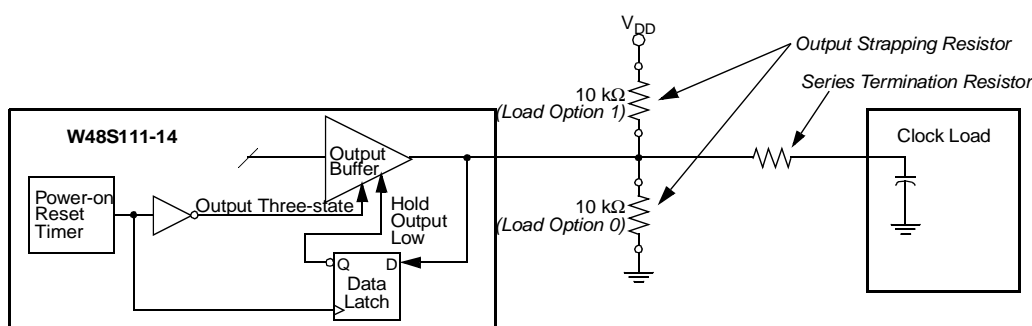 VDD
Output Strapping Resistor
Series Termination Resistor
10 kΩ
(Load Option 1)
W48S111-14
Output
Buffer
Clock Load
Power-on
Reset
Timer
Output Three-state
Hold
Output
Low
10 kΩ
(Load Option 0)
Q
D
Data
Latch